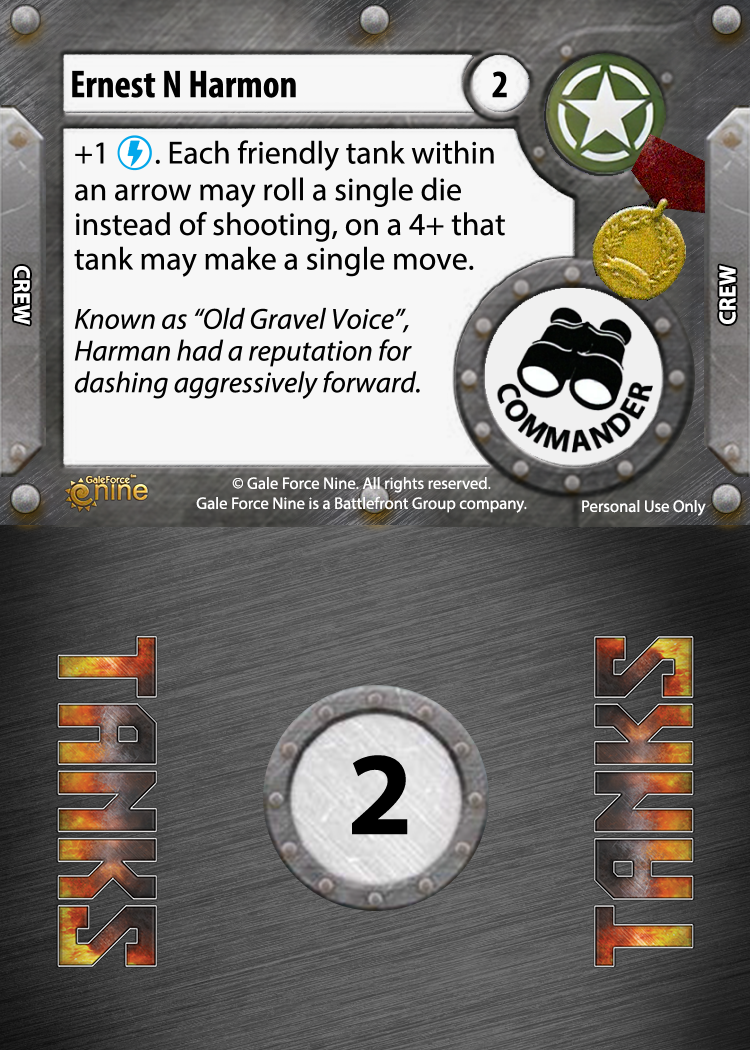 Ernest N Harmon
2
+1 . Each friendly tank within
an arrow may roll a single die
instead of shooting, on a 4+ that
tank may make a single move.
Known as “Old Gravel Voice”,
Harman had a reputation for
dashing aggressively forward.
CREW
CREW
COMMANDER
GaleForce™
nine
© Gale Force Nine. All rights reserved.
Gale Force Nine is a Battlefront Group company.
Personal Use Only
TANKS
2
TANKS